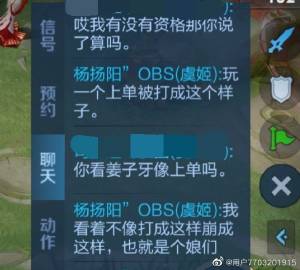 哎我有没有资格那你说
了算吗。
信号
杨扬阳”OBS(虞姬):玩
一个上单被打成这个样
子。
预约
):
你看姜子牙像上单吗。
聊天
杨扬阳”OBS(虞姬):我
看着不像打成这样崩成
这样，也就是个娘们
动作
@用户7703201915